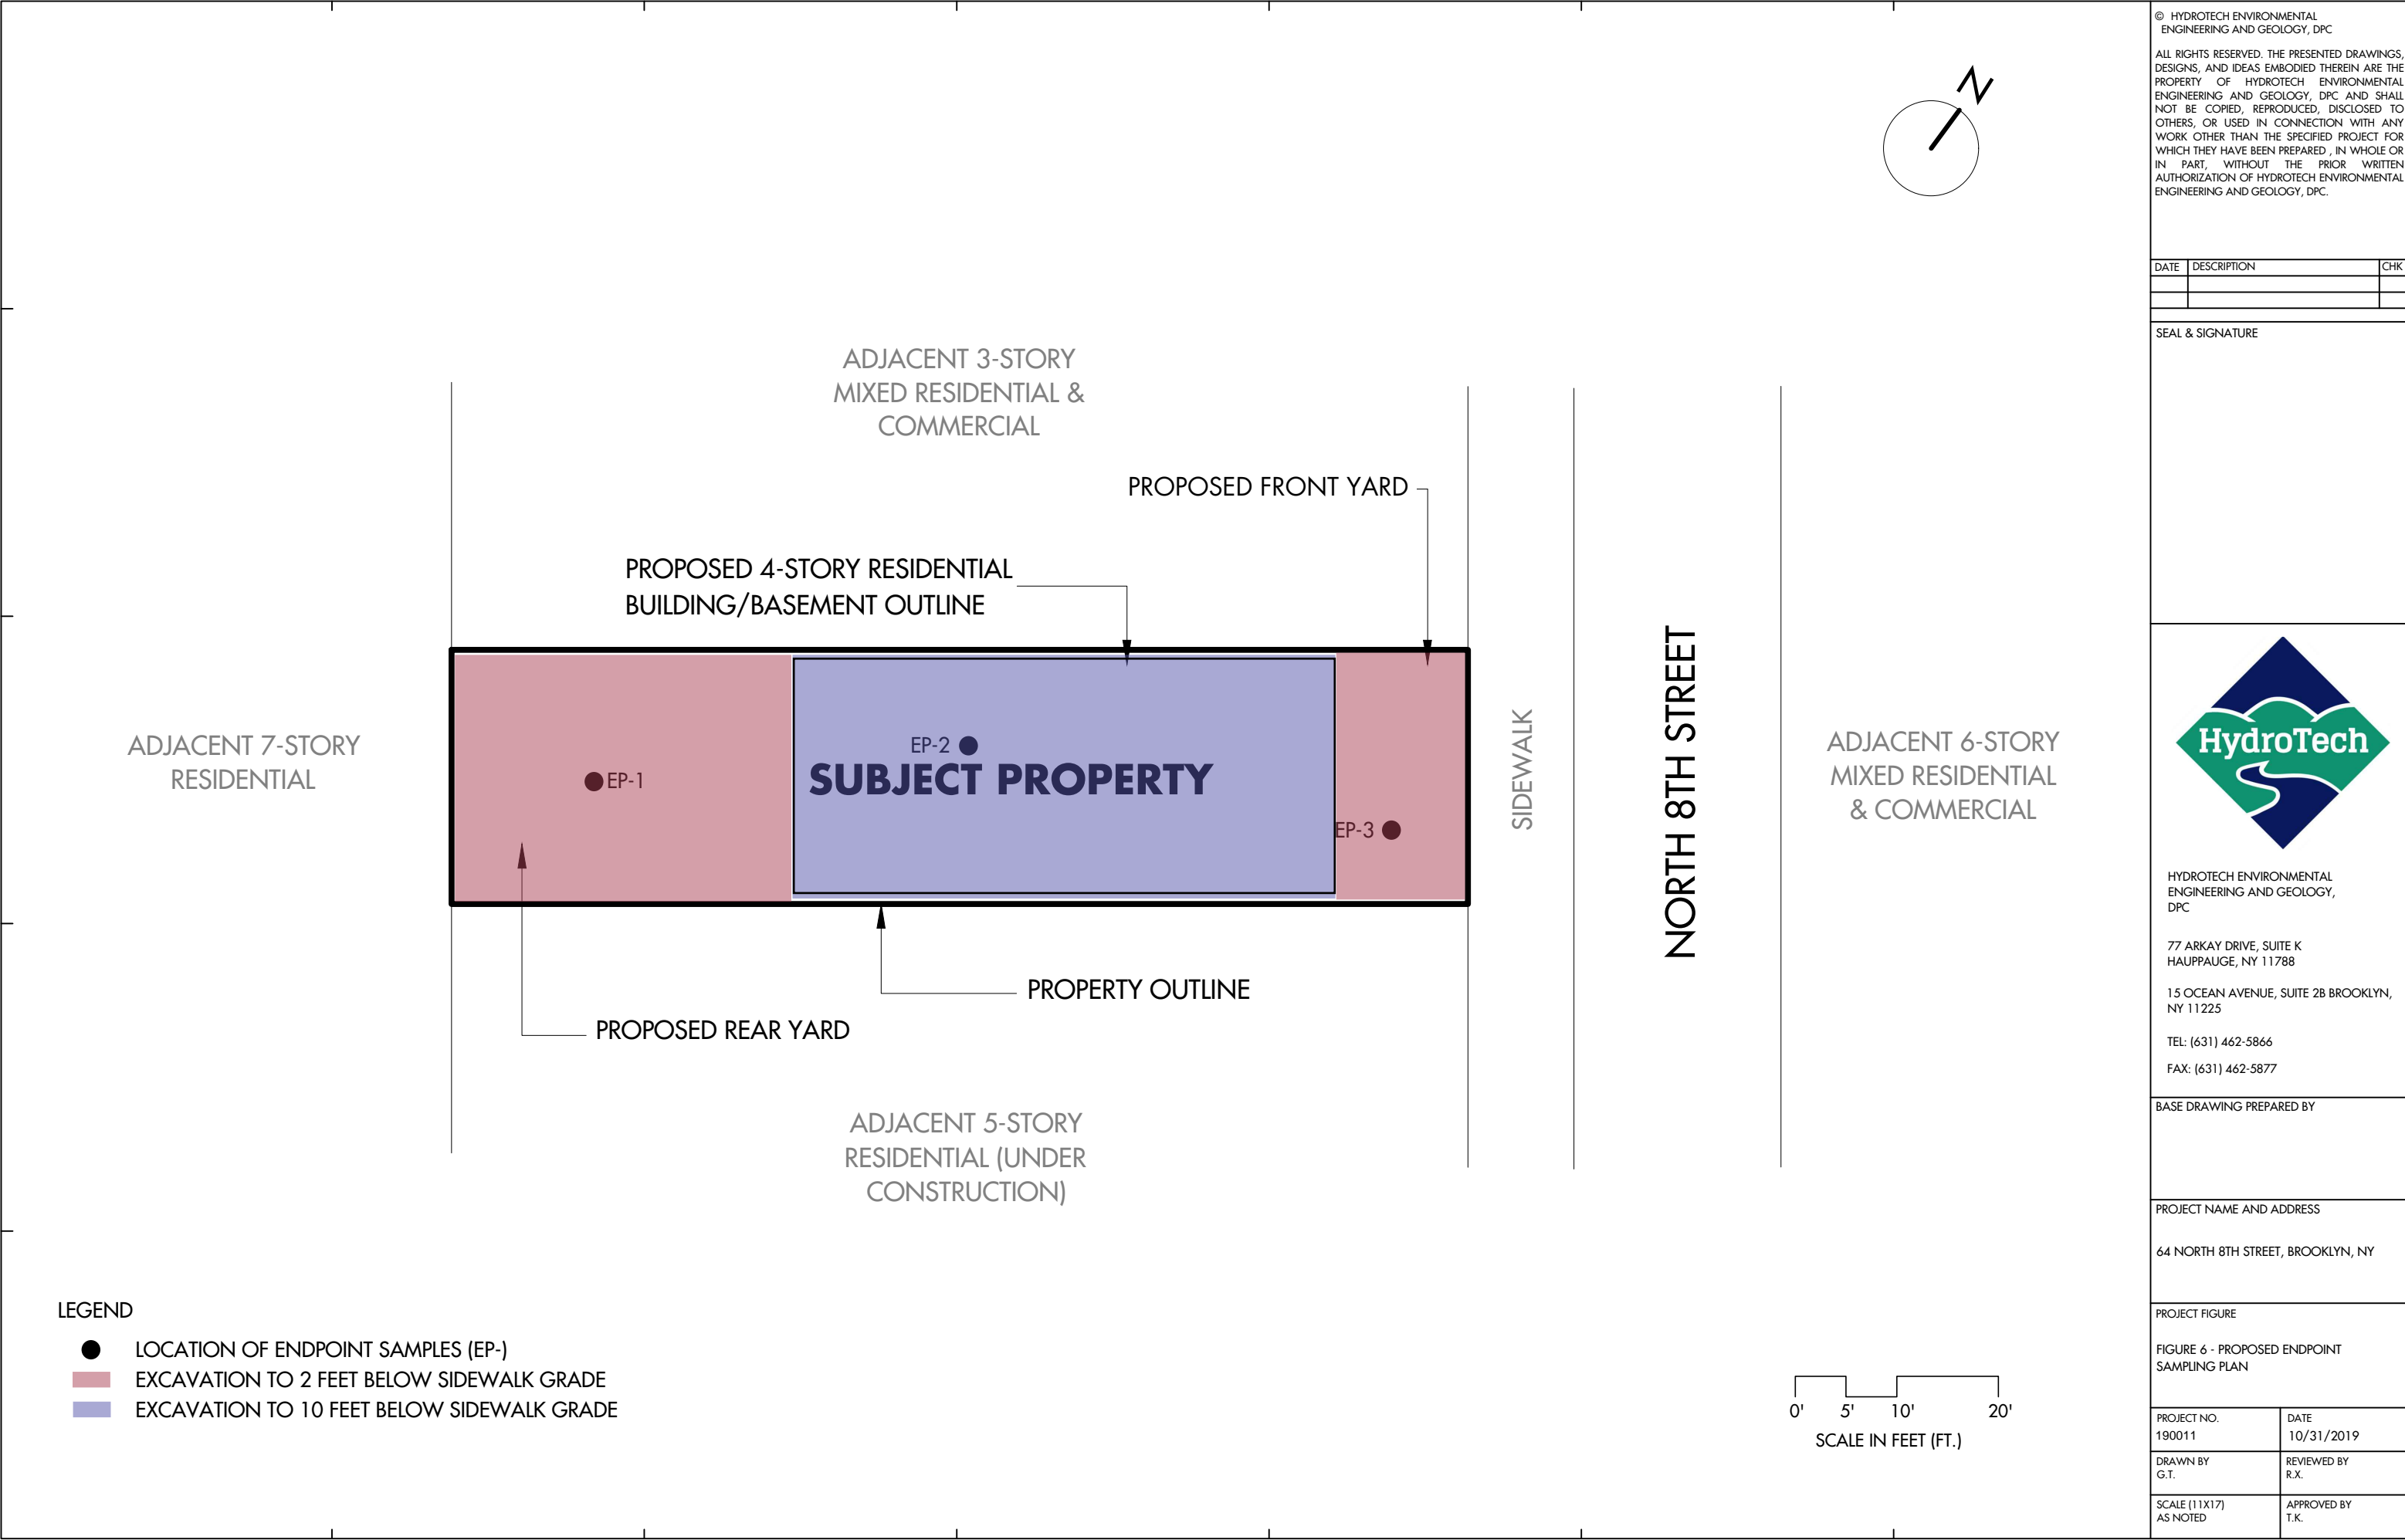 N
ADJACENT 3-STORY
MIXED RESIDENTIAL &
COMMERCIAL
PROPOSED FRONT YARD
PROPOSED 4-STORY RESIDENTIAL
BUILDING/BASEMENT OUTLINE
ADJACENT 7-STORY
RESIDENTIAL
EP-1
EP-2
SUBJECT PROPERTY
EP-3
SIDEWALK
NORTH 8TH STREET
ADJACENT 6-STORY
MIXED RESIDENTIAL
& COMMERCIAL
PROPERTY OUTLINE
PROPOSED REAR YARD
ADJACENT 5-STORY
RESIDENTIAL (UNDER
CONSTRUCTION)
LEGEND
LOCATION OF ENDPOINT SAMPLES (EP-)
EXCAVATION TO 2 FEET BELOW SIDEWALK GRADE
EXCAVATION TO 10 FEET BELOW SIDEWALK GRADE
0' 5' 10' 20'
SCALE IN FEET (FT.)
© HYDROTECH ENVIRONMENTAL
ENGINEERING AND GEOLOGY, DPC
ALL RIGHTS RESERVED. THE PRESENTED DRAWINGS,
DESIGNS, AND IDEAS EMBODIED THEREIN ARE THE
PROPERTY OF HYDROTECH ENVIRONMENTAL
ENGINEERING AND GEOLOGY, DPC AND SHALL
NOT BE COPIED, REPRODUCED, DISCLOSED TO
OTHERS, OR USED IN CONNECTION WITH ANY
WORK OTHER THAN THE SPECIFIED PROJECT FOR
WHICH THEY HAVE BEEN PREPARED , IN WHOLE OR
IN PART, WITHOUT THE PRIOR WRITTEN
AUTHORIZATION OF HYDROTECH ENVIRONMENTAL
ENGINEERING AND GEOLOGY, DPC.
DATE DESCRIPTION CHK
SEAL & SIGNATURE
HydroTech
HYDROTECH ENVIRONMENTAL
ENGINEERING AND GEOLOGY,
DPC
77 ARKAY DRIVE, SUITE K
HAUPPAUGE, NY 11788
15 OCEAN AVENUE, SUITE 2B BROOKLYN,
NY 11225
TEL: (631) 462-5866
FAX: (631) 462-5877
BASE DRAWING PREPARED BY
PROJECT NAME AND ADDRESS
64 NORTH 8TH STREET, BROOKLYN, NY
PROJECT FIGURE
FIGURE 6 - PROPOSED ENDPOINT
SAMPLING PLAN
PROJECT NO. DATE
190011 10/31/2019
DRAWN BY REVIEWED BY
G.T. R.X.
SCALE (11X17) APPROVED BY
AS NOTED T.K.